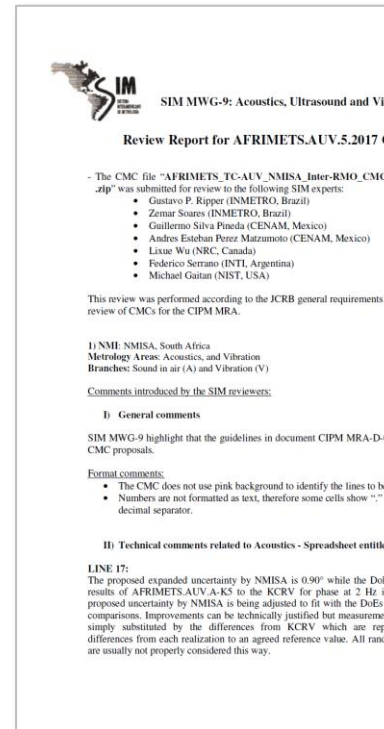 SIM
SIM MWG-9: Acoustics, Ultrasound and Vi
Review Report for AFRIMETS.AUV.5.2017
- The CMC file "AFRIMETS_TC-AUV_NMISA_Inter-RMO_CMC
.zip" was submitted for review to the following SIM experts:
• Gustavo P. Ripper (INMETRO, Brazil)
• Zemar Soares (INMETRO, Brazil)
• Guillermo Silva Pineda (CENAM, Mexico)
• Andres Esteban Perez Matzumoto (CENAM, Mexico)
• Lixue Wu (NRC, Canada)
• Federico Serrano (INTI, Argentina)
• Michael Gaitan (NIST, USA)
This review was performed according to the JCRB general requirements
review of CMCs for the CIPM MRA.
1) NMI: NMISA, South Africa
Metrology Areas: Acoustics, and Vibration
Branches: Sound in air (A) and Vibration (V)
Comments introduced by the SIM reviewers:
I) General comments
SIM MWG-9 highlight that the guidelines in document CIPM MRA-D-
CMC proposals.
Format comments:
• The CMC does not use pink background to identify the lines to b
• Numbers are not formatted as text, therefore some cells show "."
decimal separator.
II) Technical comments related to Acoustics - Spreadsheet entitle
LINE 17:
The proposed expanded uncertainty by NMISA is 0.90° while the Do
results of AFRIMETS.AUV.A-K5 to the KCRV for phase at 2 Hz i
proposed uncertainty by NMISA is being adjusted to fit with the DoEs
comparisons. Improvements can be technically justified but measureme
simply substituted by the differences from KCRV which are rep
differences from each realization to an agreed reference value. All rand
are usually not properly considered this way.